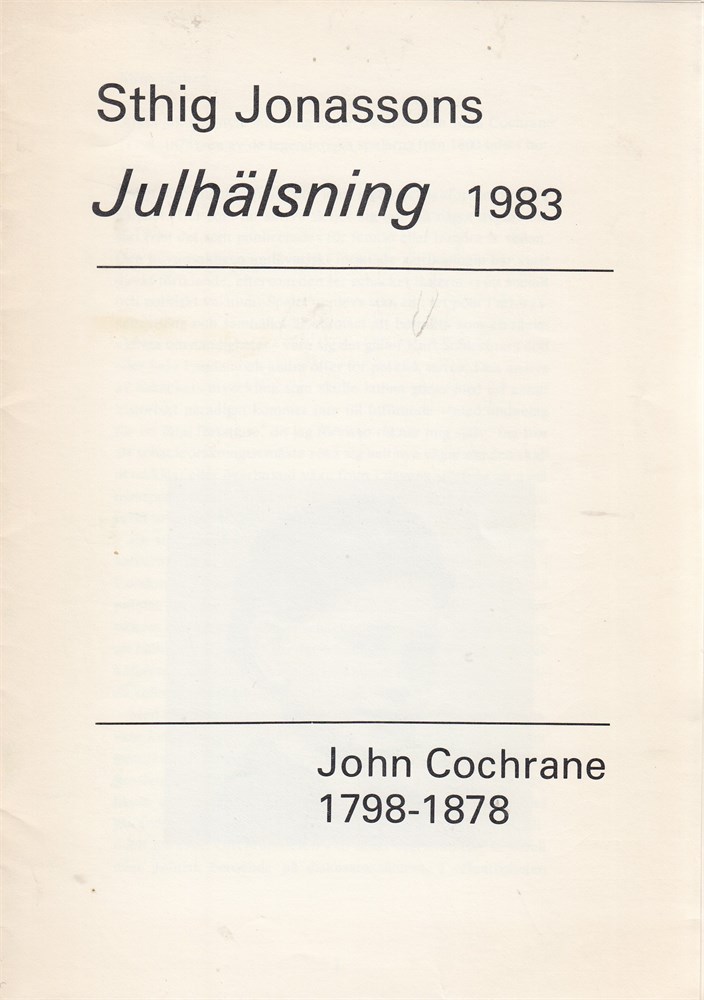 Sthig Jonassons
Julhälsning 1983
John Cochrane
1798-1878